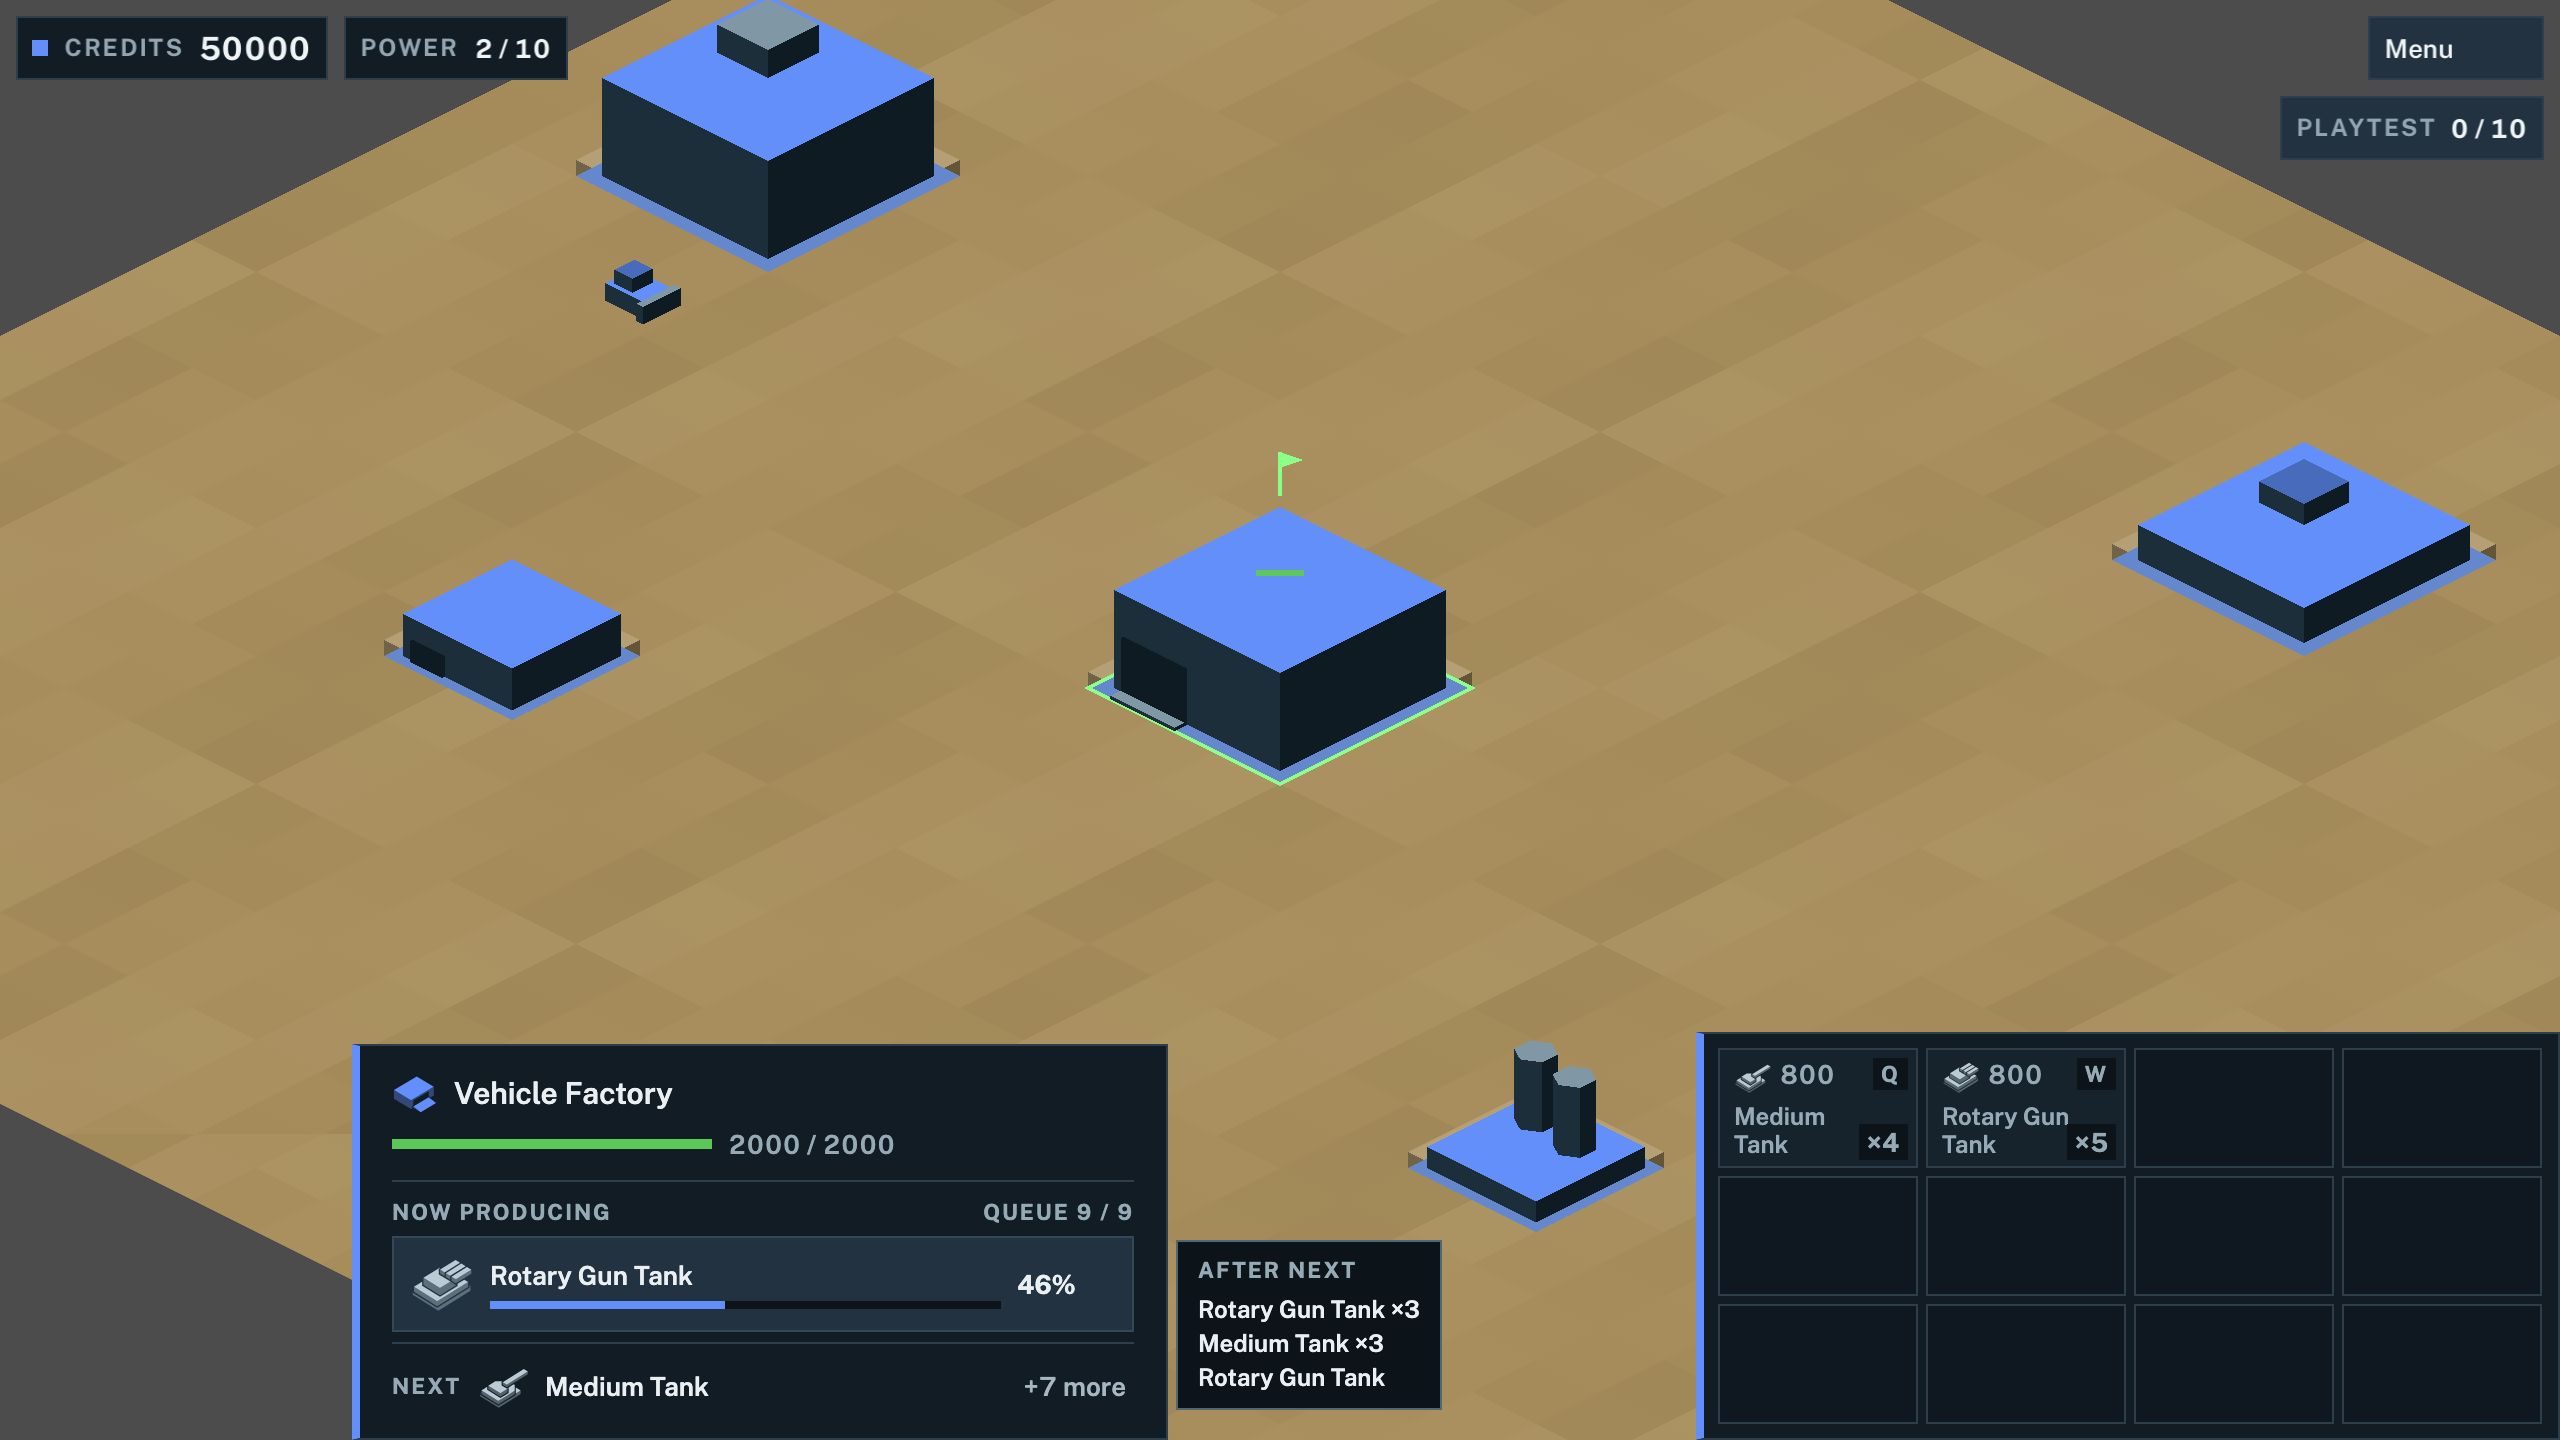 CREDITS 50000
POWER 2 / 10
Menu
PLAYTEST 0 / 10
Vehicle Factory
2000 / 2000
NOW PRODUCING
QUEUE 9 / 9
Rotary Gun Tank
46%
NEXT
Medium Tank
+7 more
AFTER NEXT
Rotary Gun Tank ×3
Medium Tank ×3
Rotary Gun Tank
800 Q
Medium
Tank ×4
800 W
Rotary Gun
Tank ×5